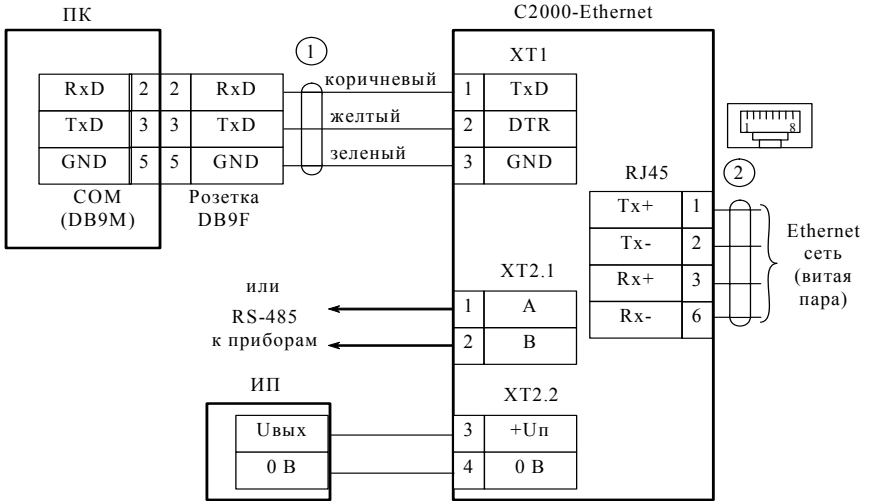 ПК
C2000-Ethernet
1
XT1
коричневый
RxD 2 2 RxD
1 TxD
желтый
TxD 3 3 TxD
2 DTR
зеленый
GND 5 5 GND
3 GND
COM
(DB9M)
Розетка
DB9F
1 8
RJ45
2
Tx+ 1
Tx- 2
Rx+ 3
Rx- 6
Ethernet
сеть
(витая
пара)
XT2.1
или
RS-485
к приборам
1 A
2 B
ИП
XT2.2
Uвых
3 +Uп
0 В
4 0 В